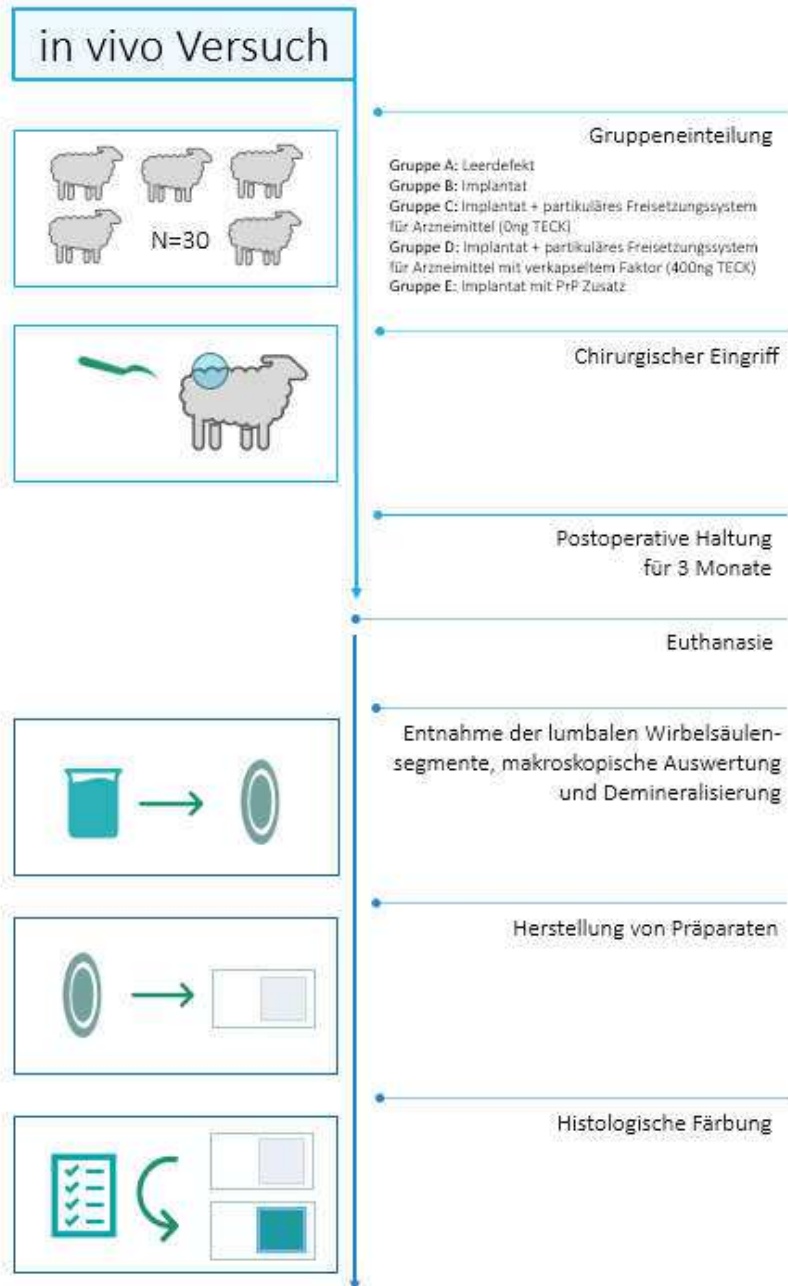 in vivo Versuch
Gruppeneinteilung
Gruppe A: Leerdefekt
Gruppe B: Implantat
Gruppe C: Implantat + partikuläres Freisetzungssystem
für Arzneimittel (0ng TECK)
Gruppe D: Implantat + partikuläres Freisetzungssystem
für Arzneimittel mit verkapseltem Faktor (400ng TECK)
Gruppe E: Implantat mit PrP Zusatz
N=30
Chirurgischer Eingriff
Postoperative Haltung
für 3 Monate
Euthanasie
Entnahme der lumbalen Wirbelsäulen-
segmente, makroskopische Auswertung
und Demineralisierung
Herstellung von Präparaten
Histologische Färbung